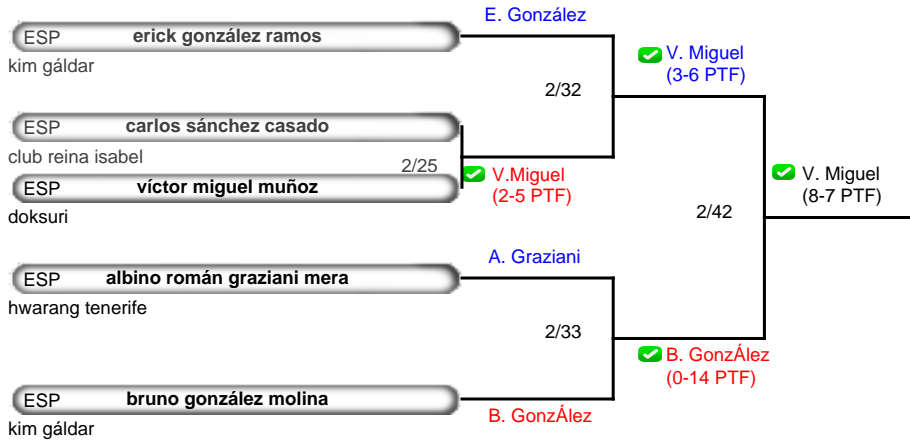 E. González
ESP erick gonzález ramos
kim gáldar
2/32
V. Miguel
(3-6 PTF)
ESP carlos sánchez casado
club reina isabel
2/25
V.Miguel
(2-5 PTF)
ESP víctor miguel muñoz
doksuri
2/42
V. Miguel
(8-7 PTF)
A. Graziani
ESP albino román graziani mera
hwarang tenerife
2/33
B. GonzÁlez
(0-14 PTF)
ESP bruno gonzález molina
B. GonzÁlez
kim gáldar